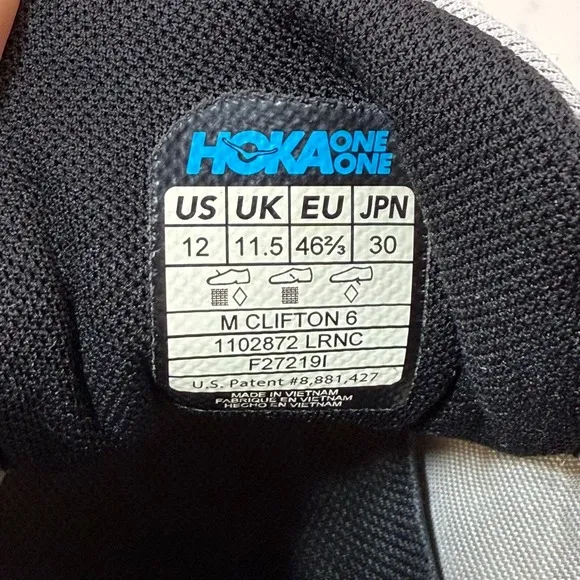 HOKA ONE ONE
US UK EU JPN
12 11.5 46⅔ 30
M CLIFTON 6
1102872 LRNC
F27219I
U.S. Patent #8,881,427
MADE IN VIETNAM
FABRIQUE EN VIETNAM
HECHO EN VIETNAM